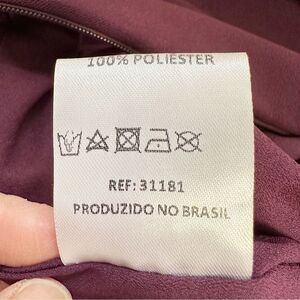 100% POLIESTER
REF: 31181
PRODUZIDO NO BRASIL